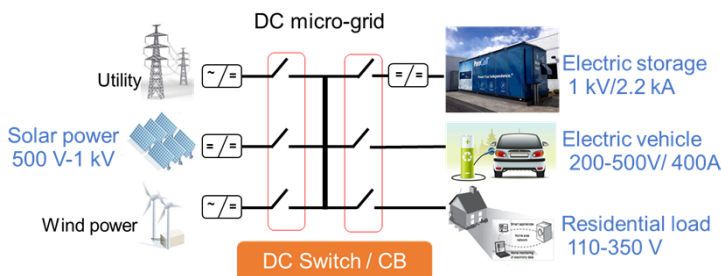 DC micro-grid
Utility
~/=
=/=
Electric storage
1 kV/2.2 kA
Solar power
500 V-1 kV
=/=
Electric vehicle
200-500V/ 400A
Wind power
~/=
Residential load
110-350 V
DC Switch / CB